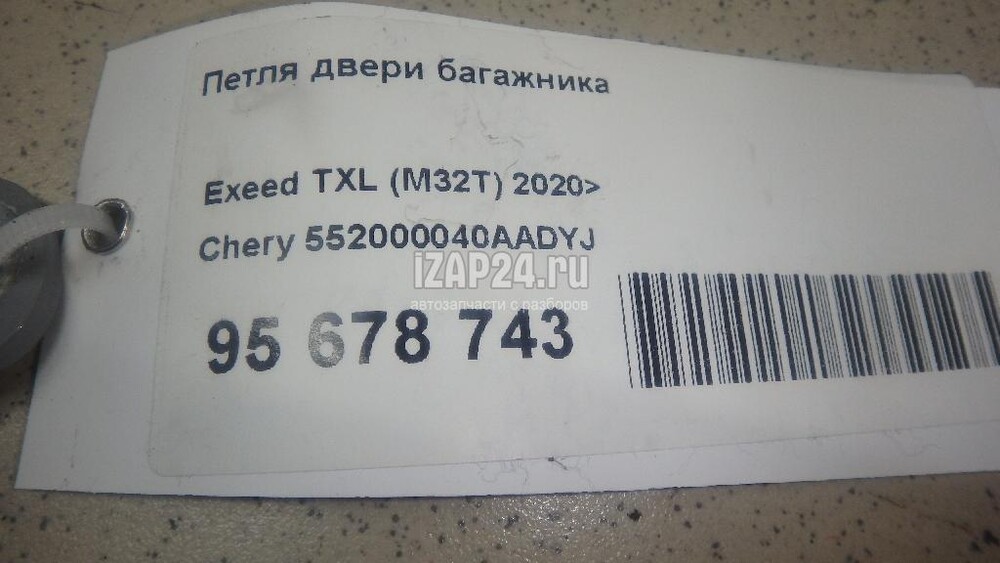 Петля двери багажника
Exeed TXL (M32T) 2020>
Chery 552000040AADYJ
iZAP24.ru
автозапчасти с разборов
95 678 743